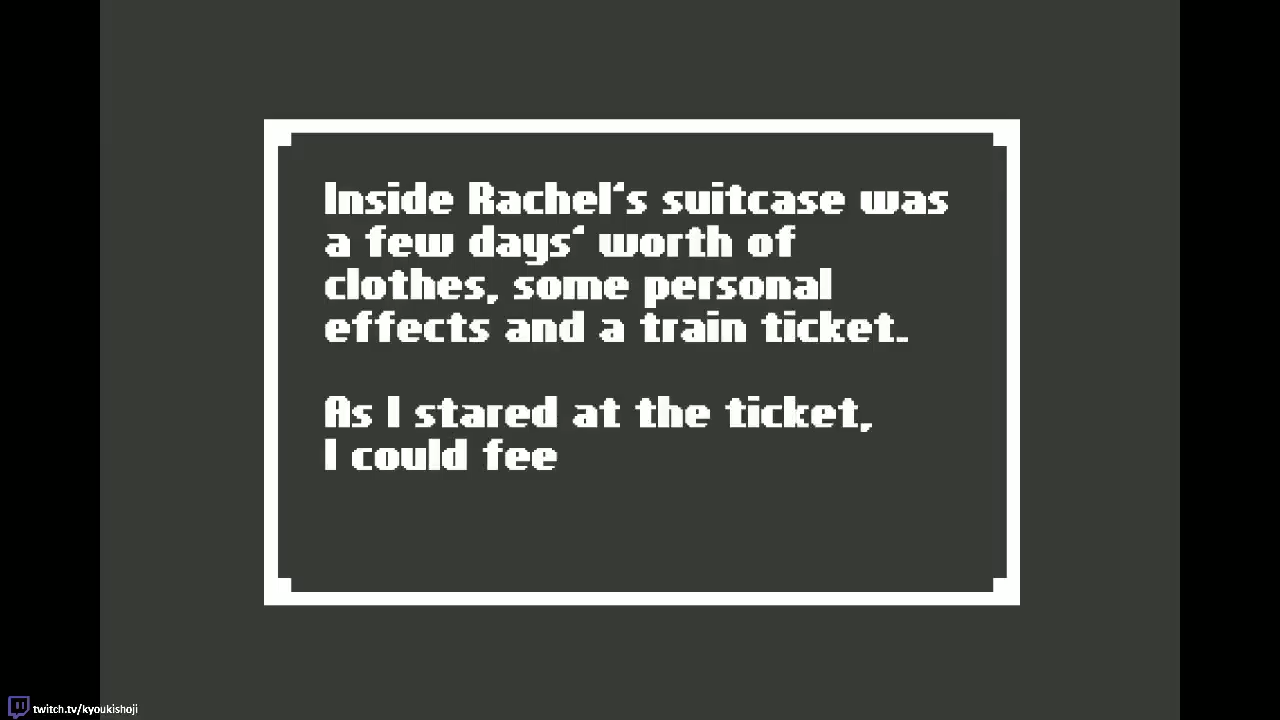 Inside Rachel's suitcase was
a few days' worth of
clothes, some personal
effects and a train ticket.
As I stared at the ticket,
I could fee
twitch.tv/kyoukishoji